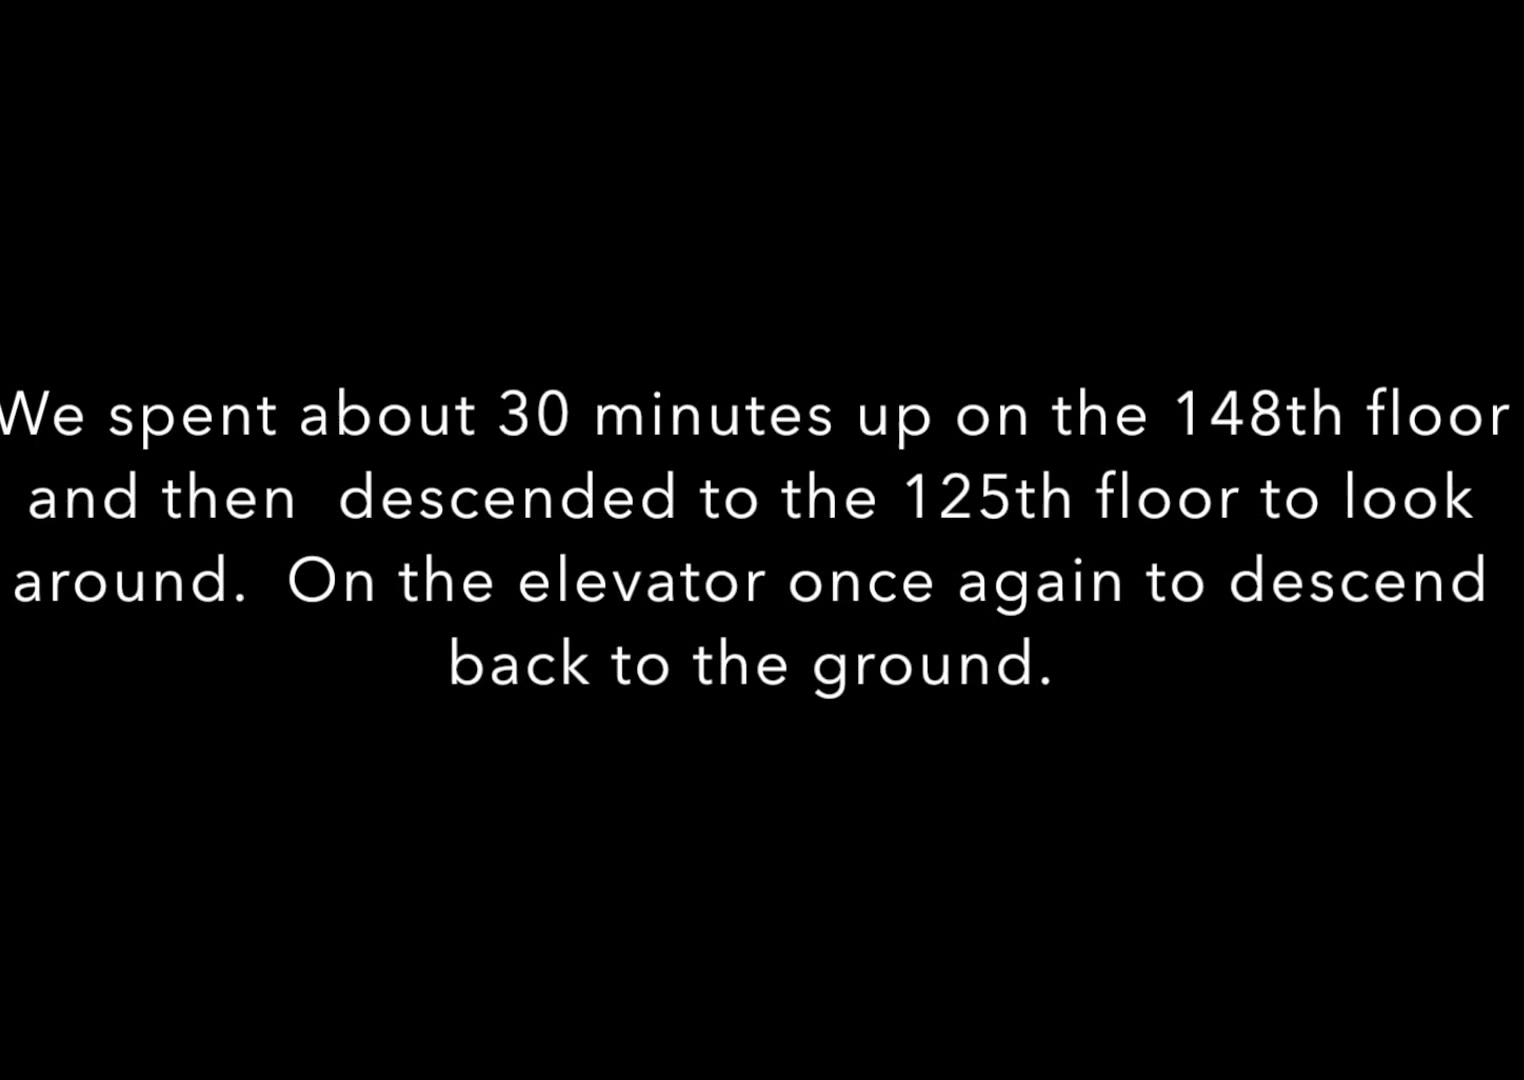 We spent about 30 minutes up on the 148th floor
and then  descended to the 125th floor to look
around.  On the elevator once again to descend
back to the ground.